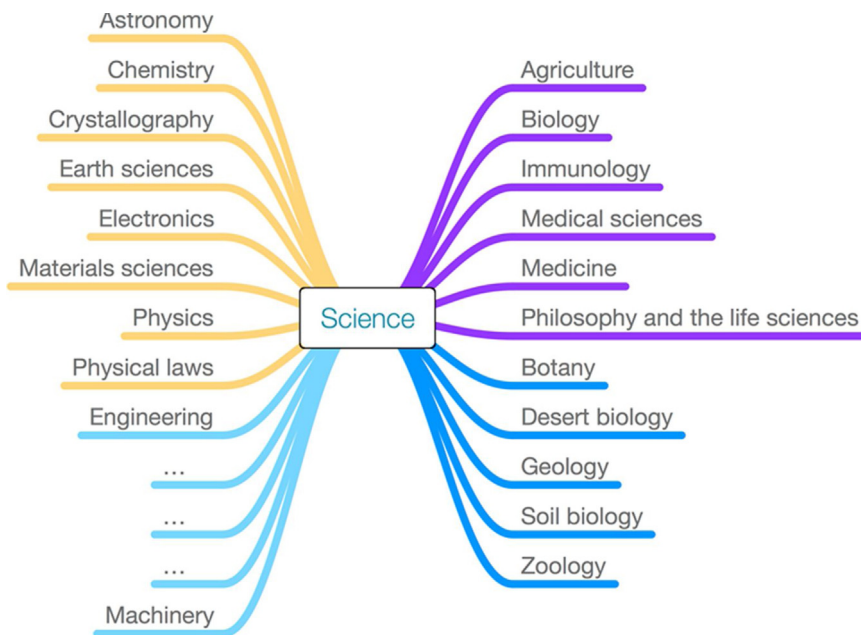 Astronomy
Chemistry
Crystallography
Earth sciences
Electronics
Materials sciences
Physics
Physical laws
Engineering
...
...
...
Machinery
Science
Agriculture
Biology
Immunology
Medical sciences
Medicine
Philosophy and the life sciences
Botany
Desert biology
Geology
Soil biology
Zoology